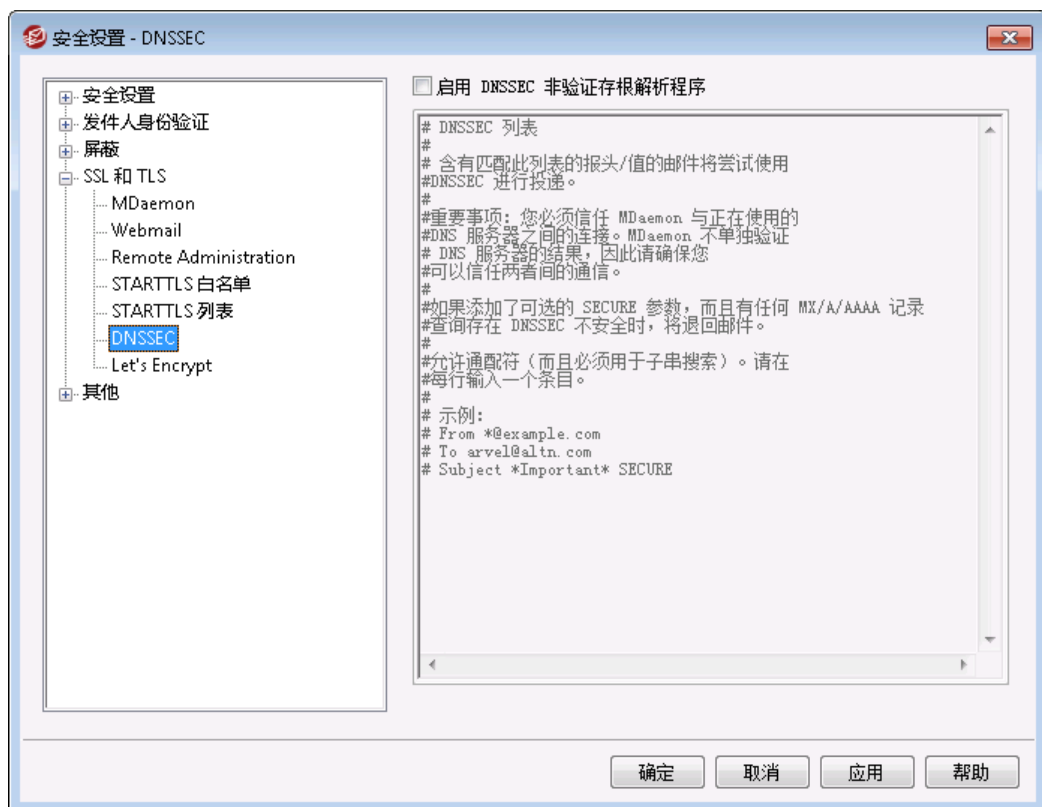 安全设置 - DNSSEC
安全设置
发件人身份验证
屏蔽
SSL 和 TLS
MDaemon
Webmail
Remote Administration
STARTTLS 白名单
STARTTLS 列表
DNSSEC
Let's Encrypt
其他
启用 DNSSEC 非验证存根解析程序
# DNSSEC 列表
#
# 含有匹配此列表的报头/值的邮件将尝试使用
#DNSSEC 进行投递。
#
#重要事项: 您必须信任 MDaemon 与正在使用的
#DNS 服务器之间的连接。MDaemon 不单独验证
# DNS 服务器的结果，因此请确保您
#可以信任两者间的通信。
#
#如果添加了可选的 SECURE 参数，而且有任何 MX/A/AAAA 记录
#查询存在 DNSSEC 不安全时，将退回邮件。
#
#允许通配符（而且必须用于子串搜索）。请在
#每行输入一个条目。
#
# 示例:
# From *@example.com
# To arvel@altn.com
# Subject *Important* SECURE
确定
取消
应用
帮助